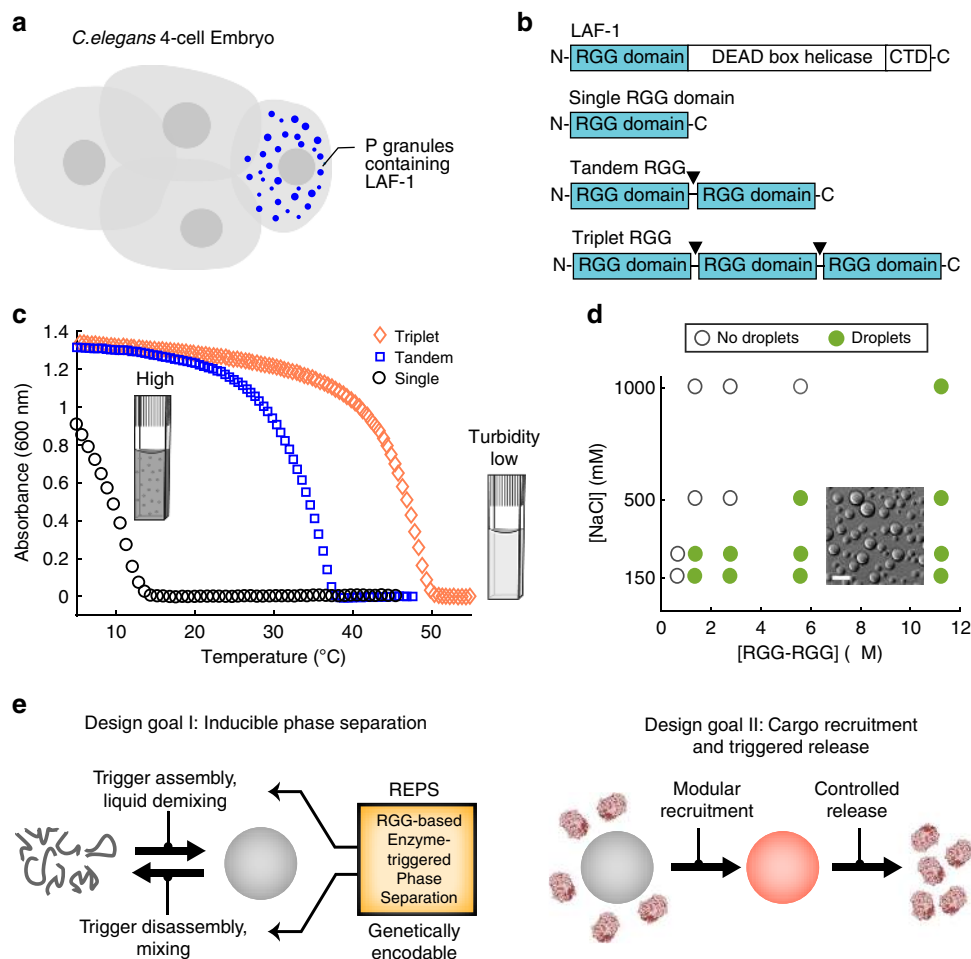 a
C.elegans 4-cell Embryo
P granules
containing
LAF-1
b
LAF-1
N- RGG domain DEAD box helicase CTD -C
Single RGG domain
N- RGG domain -C
Tandem RGG
N- RGG domain RGG domain -C
Triplet RGG
N- RGG domain RGG domain RGG domain -C
c
1.4
1.2
1
0.8
0.6
0.4
0.2
0
Absorbance (600 nm)
10 20 30 40 50
Temperature (°C)
Triplet
Tandem
Single
High
Turbidity
low
d
No droplets Droplets
1000
500
150
[NaCl] (mM)
0 2 4 6 8 10 12
[RGG-RGG] ( M)
e
Design goal I: Inducible phase separation
Trigger assembly,
liquid demixing
Trigger disassembly,
mixing
REPS
RGG-based
Enzyme-
triggered
Phase
Separation
Genetically
encodable
Design goal II: Cargo recruitment
and triggered release
Modular
recruitment
Controlled
release